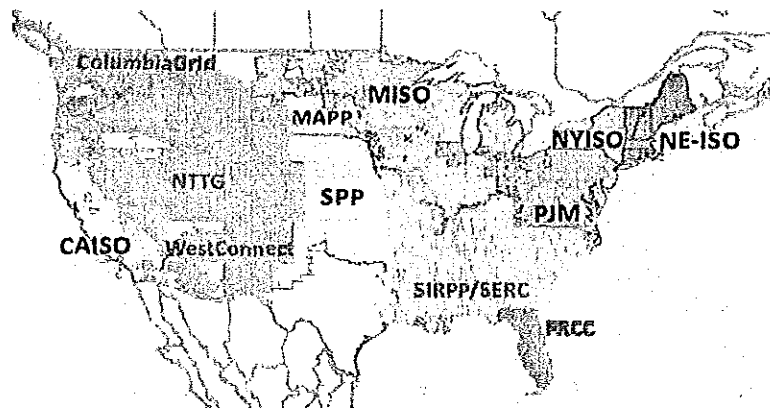 ColumbiaGrid
MISO
MAPP
NYISO
NE-ISO
NTTG
SPP
PJM
CAISO
WestConnect
SIRPP/SERC
FRCC